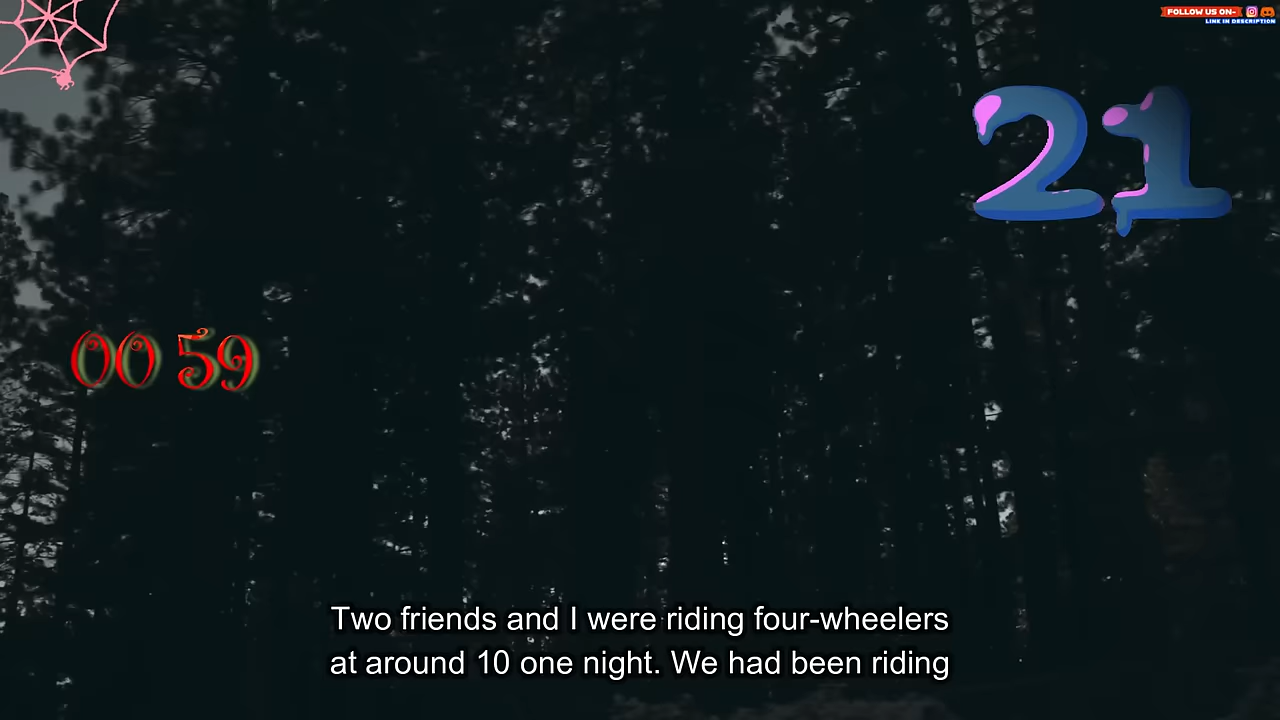 FOLLOW US ON-
LINK IN DESCRIPTION
21
00 59
Two friends and I were riding four-wheelers
at around 10 one night. We had been riding